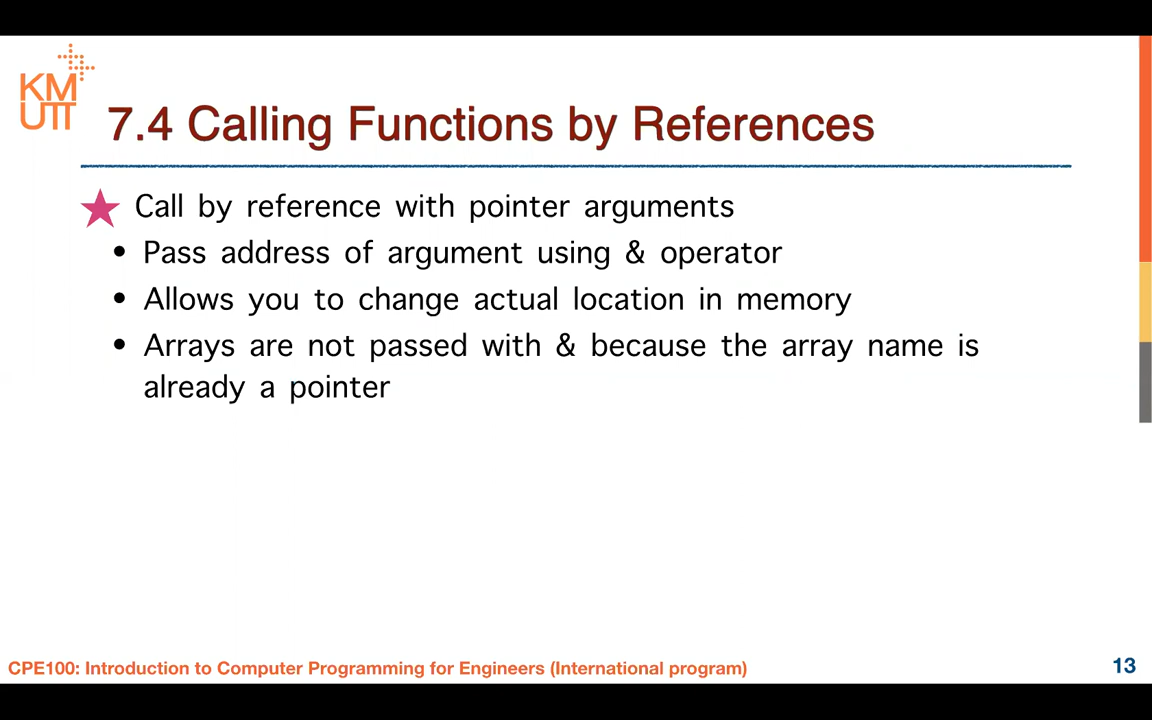 KM
UTT
7.4 Calling Functions by References
Call by reference with pointer arguments
• Pass address of argument using & operator
• Allows you to change actual location in memory
• Arrays are not passed with & because the array name is
already a pointer
CPE100: Introduction to Computer Programming for Engineers (International program)
13